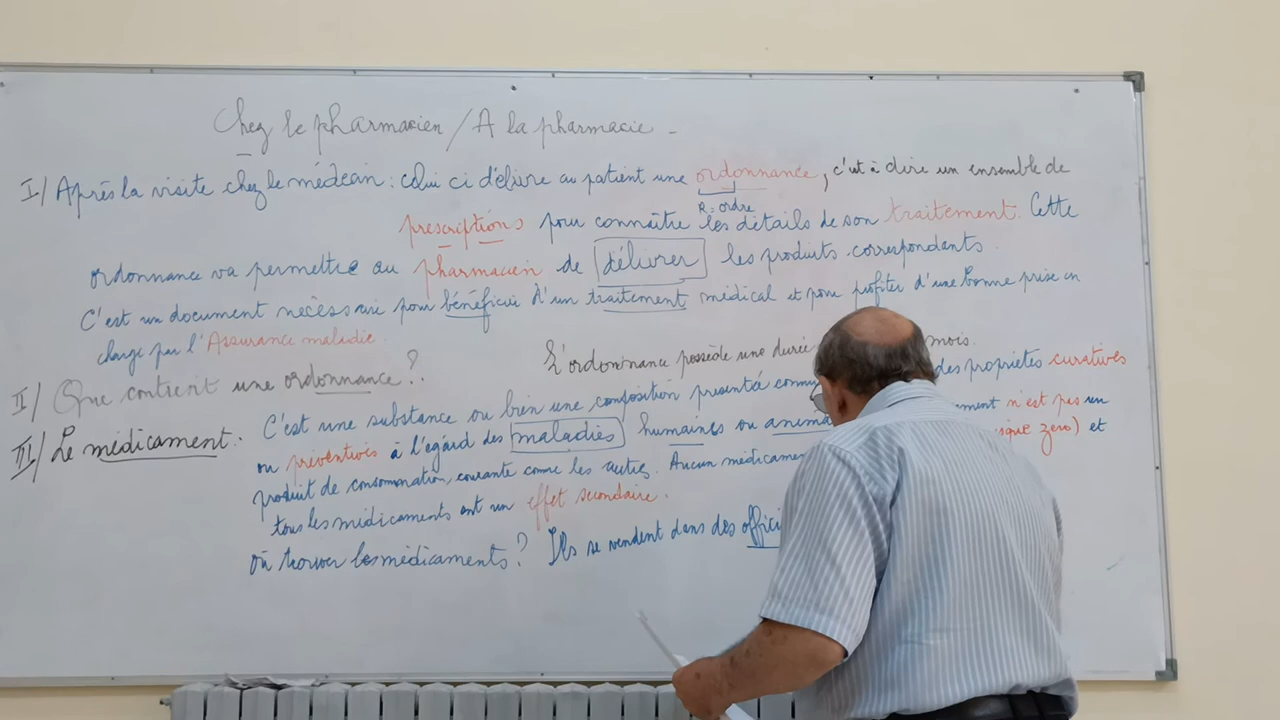 Chez le pharmacien / A la pharmacie -
I/ Après la visite chez le médecin : celui ci délivre au patient une ordonnance, c'est à dire un ensemble de
R = ordre
prescriptions pour connaître les détails de son traitement. Cette
ordonnance va permettre au pharmacien de délivrer les produits correspondants.
C'est un document nécessaire pour bénéficier d'un traitement médical et pour profiter d'une bonne prise en
charge par l'Assurance maladie.
II/ Que contient une ordonnance ? L'ordonnance possède une durée mois.
III/ Le médicament : C'est une substance ou bien une composition présentée comme des propriétés curatives
ou préventives à l'égard des maladies humaines ou n'est pas un
produit de consommation courante comme les autres. Aucun zero) et
tous les médicaments ont un effet secondaire.
où trouver les médicaments ? Ils se vendent dans des